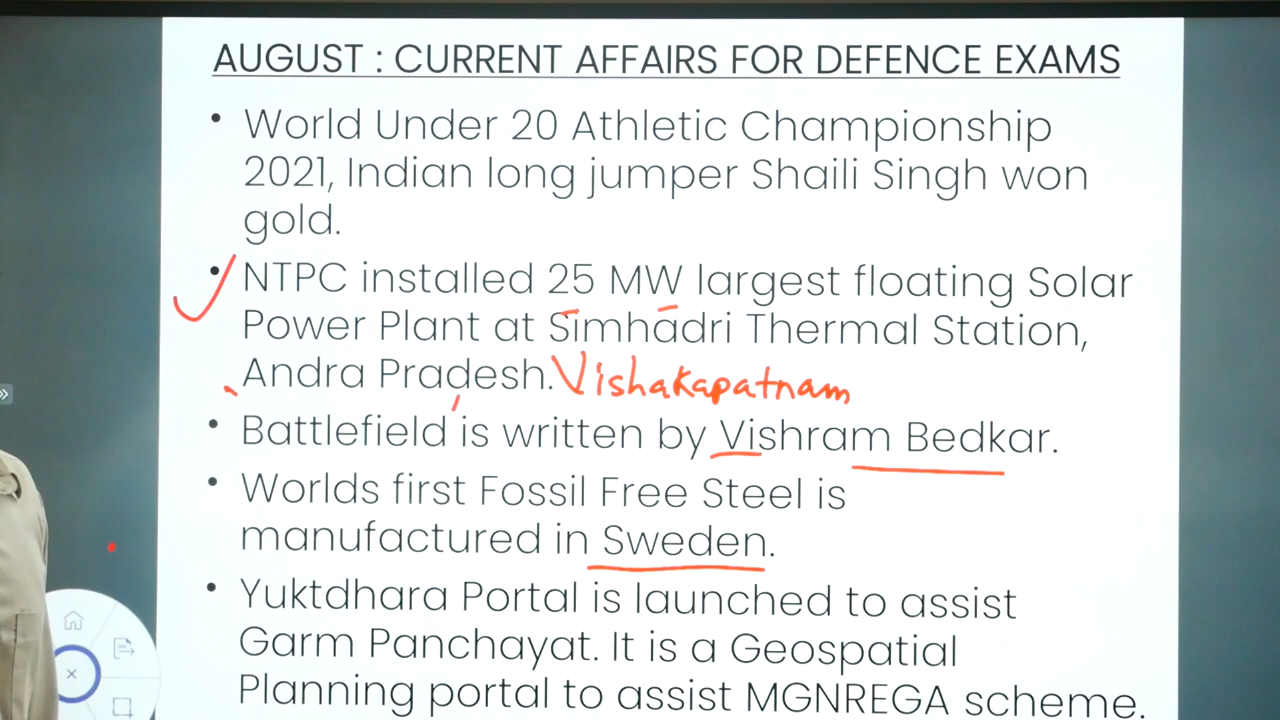 AUGUST : CURRENT AFFAIRS FOR DEFENCE EXAMS
• World Under 20 Athletic Championship
2021, Indian long jumper Shaili Singh won
gold.
• NTPC installed 25 MW largest floating Solar
Power Plant at Simhadri Thermal Station,
Andra Pradesh. Vishakapatnam
• Battlefield is written by Vishram Bedkar.
• Worlds first Fossil Free Steel is
manufactured in Sweden.
• Yuktdhara Portal is launched to assist
Garm Panchayat. It is a Geospatial
Planning portal to assist MGNREGA scheme.